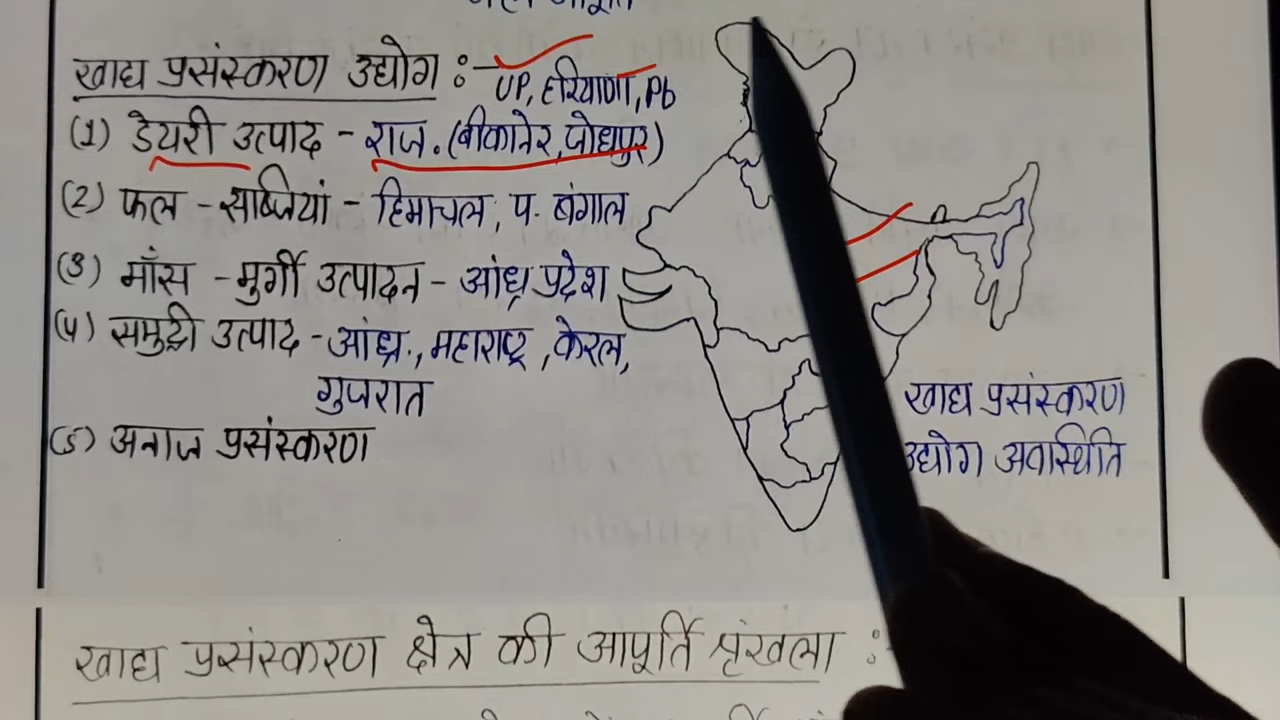 खाद्य प्रसंस्करण उद्योग :- UP, हरियाणा, Pb
(1) डेयरी उत्पाद - राज. (बीकानेर, जोधपुर)
(2) फल - सब्जियां - हिमाचल, प. बंगाल
(3) माँस - मुर्गी उत्पादन - आंध्र प्रदेश
(4) समुद्री उत्पाद - आंध्र., महाराष्ट्र, केरल,
गुजरात
(5) अनाज प्रसंस्करण
खाद्य प्रसंस्करण
उद्योग अवस्थिति
खाद्य प्रसंस्करण क्षेत्र की आपूर्ति श्रृंखला :